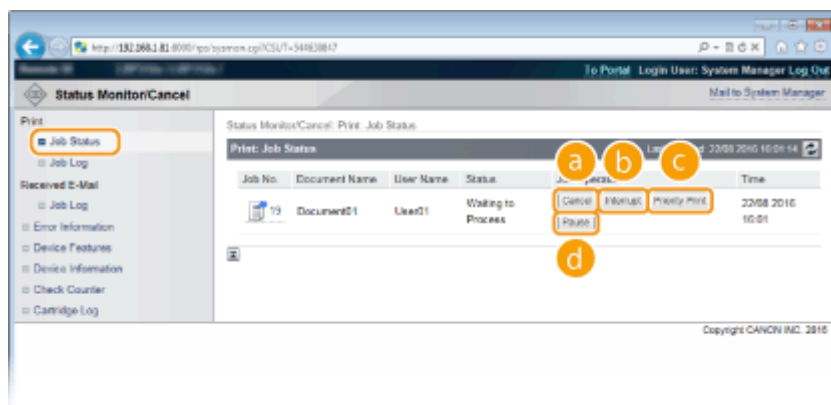 http://192.168.1.81:8000/rps/sysmon.cgi?CSUT=944630847
To Portal Login User: System Manager Log Out
Status Monitor/Cancel
Mail to System Manager
Print
Job Status
Job Log
Received E-Mail
Job Log
Error Information
Device Features
Device Information
Check Counter
Cartridge Log
Status Monitor/Cancel: Print: Job Status
Print: Job Status
22/08 2016 16:01:14
a b c
Job No. Document Name User Name Status Time
19 Document01 User01 Waiting to Process Cancel Interrupt Priority Print 22/08 2016 16:01
Pause
d
Copyright CANON INC. 2016